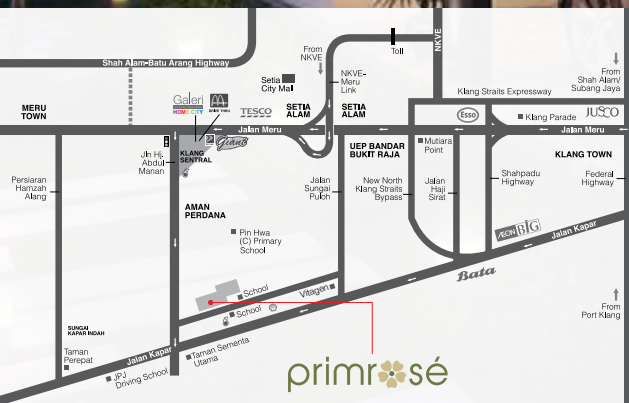 Shah Alam-Batu Arang Highway
From
NKVE
Toll
NKVE
Setia
City Mall
NKVE-
Meru
Link
Klang Straits Expressway
From
Shah Alam/
Subang Jaya
MERU
TOWN
Galeri
HOME CITY
DRIVE THRU
TESCO
SETIA
ALAM
SETIA
ALAM
Esso
Klang Parade
JUSCO
Jalan Meru
Jalan Meru
Giant
Jln Hj.
Abdul
Manan
KLANG
SENTRAL
UEP BANDAR
BUKIT RAJA
Mutiara
Point
KLANG TOWN
Persiaran
Hamzah
Alang
Jalan
Sungai
Puloh
New North
Klang Straits
Bypass
Jalan
Haji
Sirat
Shahpadu
Highway
Federal
Highway
AMAN
PERDANA
Pin Hwa
(C) Primary
School
AEON BIG
Jalan Kapar
Bata
School
Vitagen
School
From
Port Klang
SUNGAI
KAPAR INDAH
Taman
Perepat
Jalan Kapar
JPJ
Driving School
Taman Sementa
Utama
primrosé